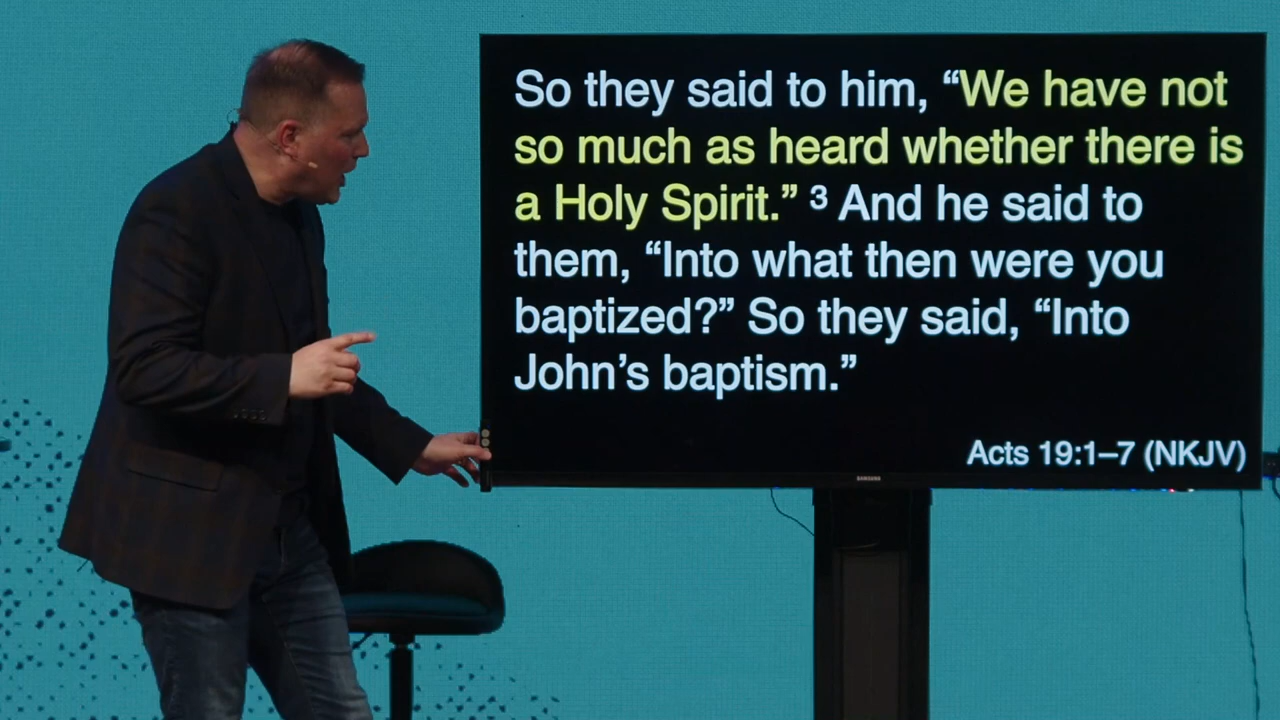 So they said to him, “We have not
so much as heard whether there is
a Holy Spirit.” ³ And he said to
them, “Into what then were you
baptized?” So they said, “Into
John’s baptism.”
Acts 19:1–7 (NKJV)
SAMSUNG